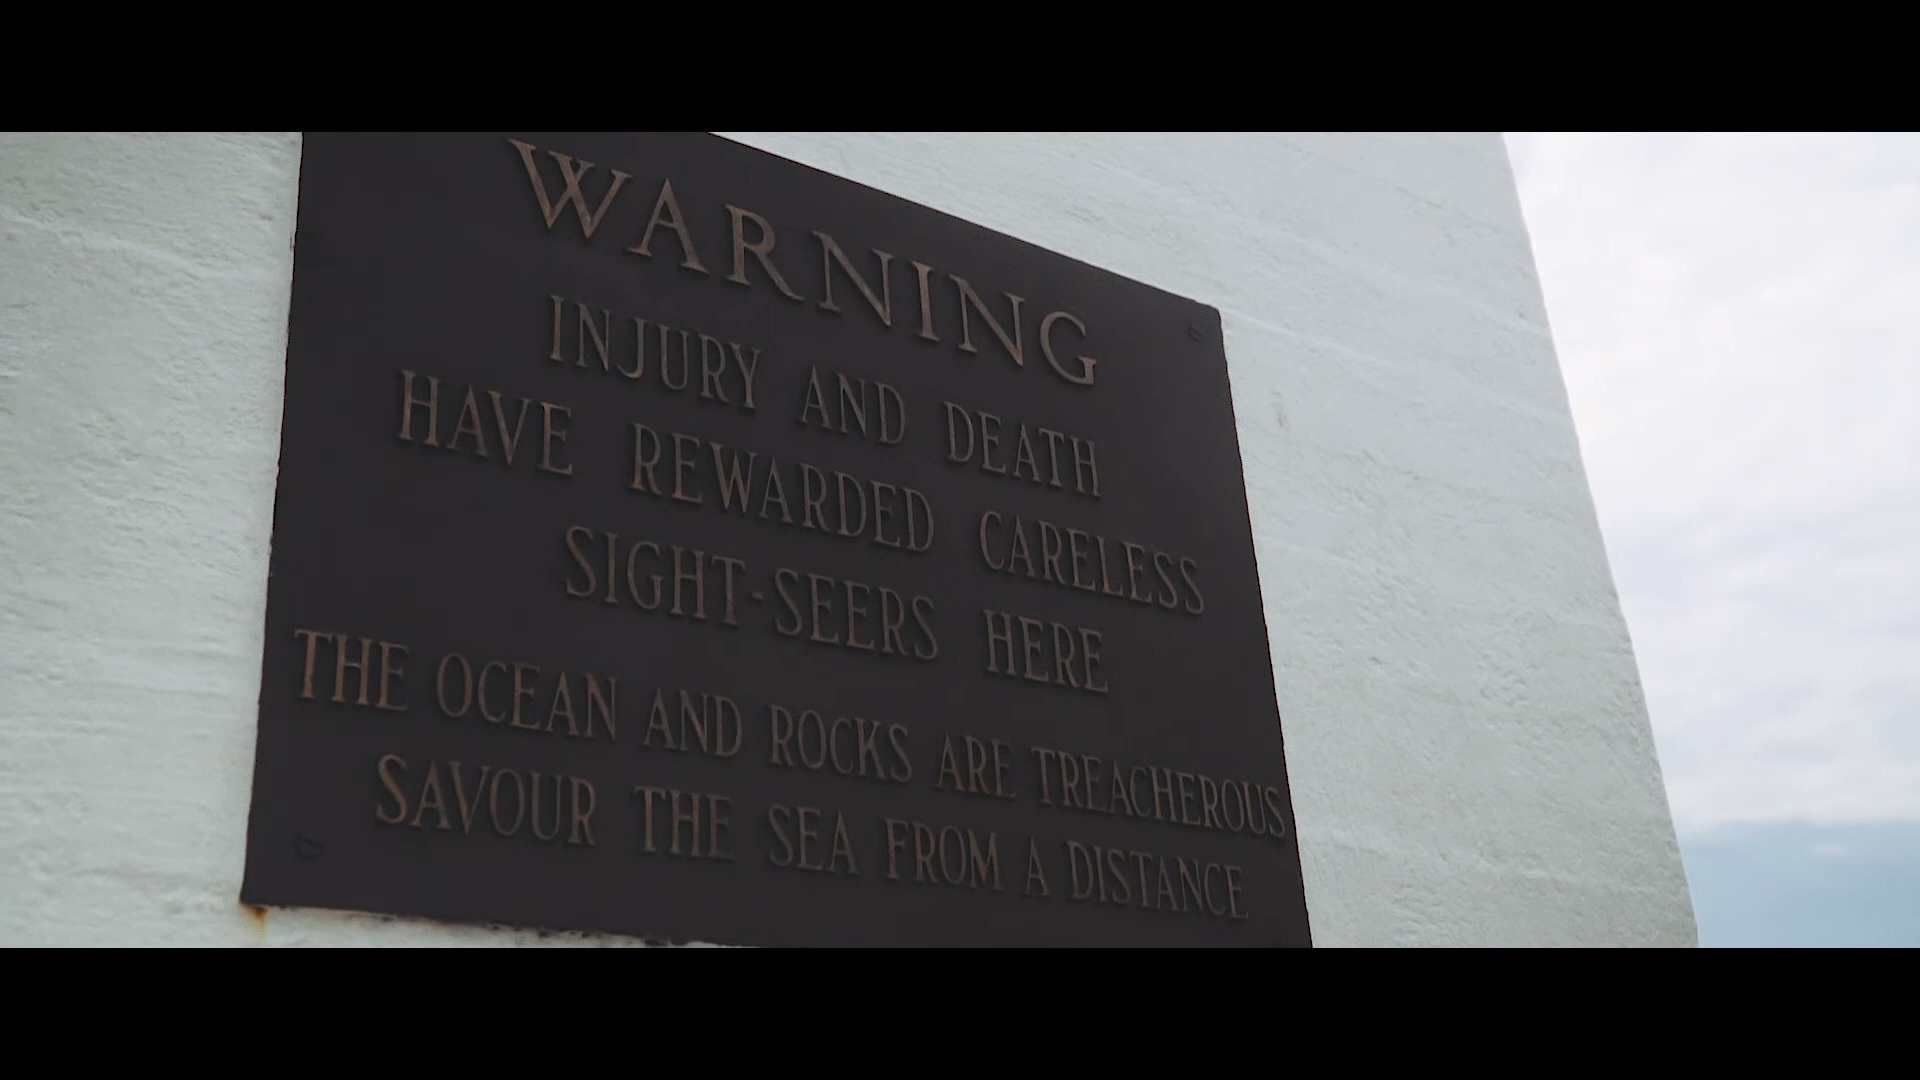 WARNING
INJURY AND DEATH
HAVE REWARDED CARELESS
SIGHT-SEERS HERE
THE OCEAN AND ROCKS ARE TREACHEROUS
SAVOUR THE SEA FROM A DISTANCE